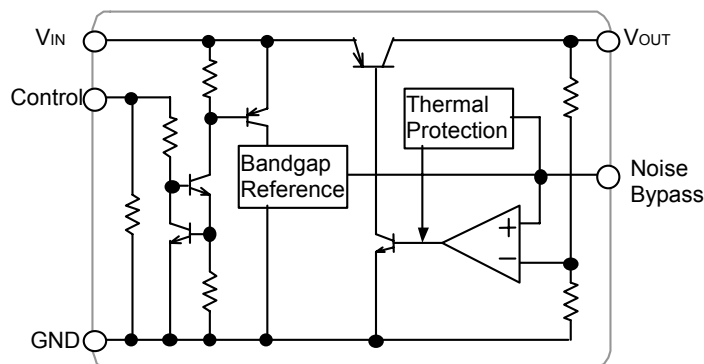 VIN
VOUT
Control
Thermal
Protection
Bandgap
Reference
Noise
Bypass
+
−
GND